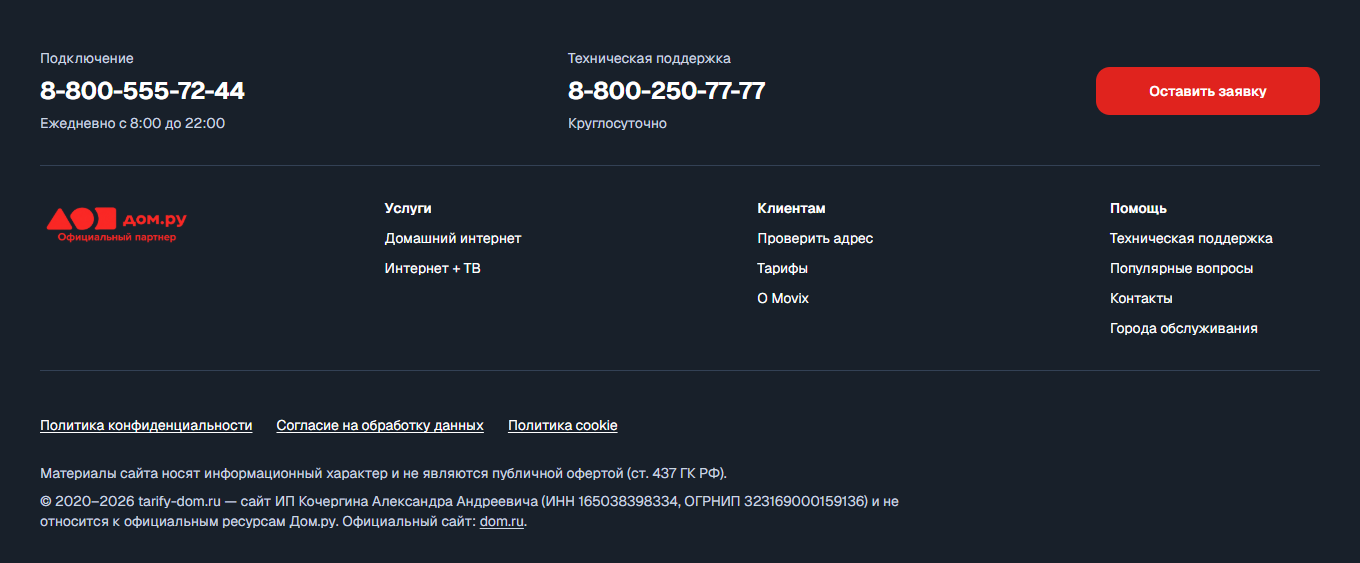 Подключение
8-800-555-72-44
Ежедневно с 8:00 до 22:00
Техническая поддержка
8-800-250-77-77
Круглосуточно
Оставить заявку
дом.ру
Официальный партнер
Услуги
Домашний интернет
Интернет + ТВ
Клиентам
Проверить адрес
Тарифы
О Movix
Помощь
Техническая поддержка
Популярные вопросы
Контакты
Города обслуживания
Политика конфиденциальности
Согласие на обработку данных
Политика cookie
Материалы сайта носят информационный характер и не являются публичной офертой (ст. 437 ГК РФ).
© 2020–2026 tarify-dom.ru — сайт ИП Кочергина Александра Андреевича (ИНН 165038398334, ОГРНИП 323169000159136) и не
относится к официальным ресурсам Дом.ру. Официальный сайт: dom.ru.